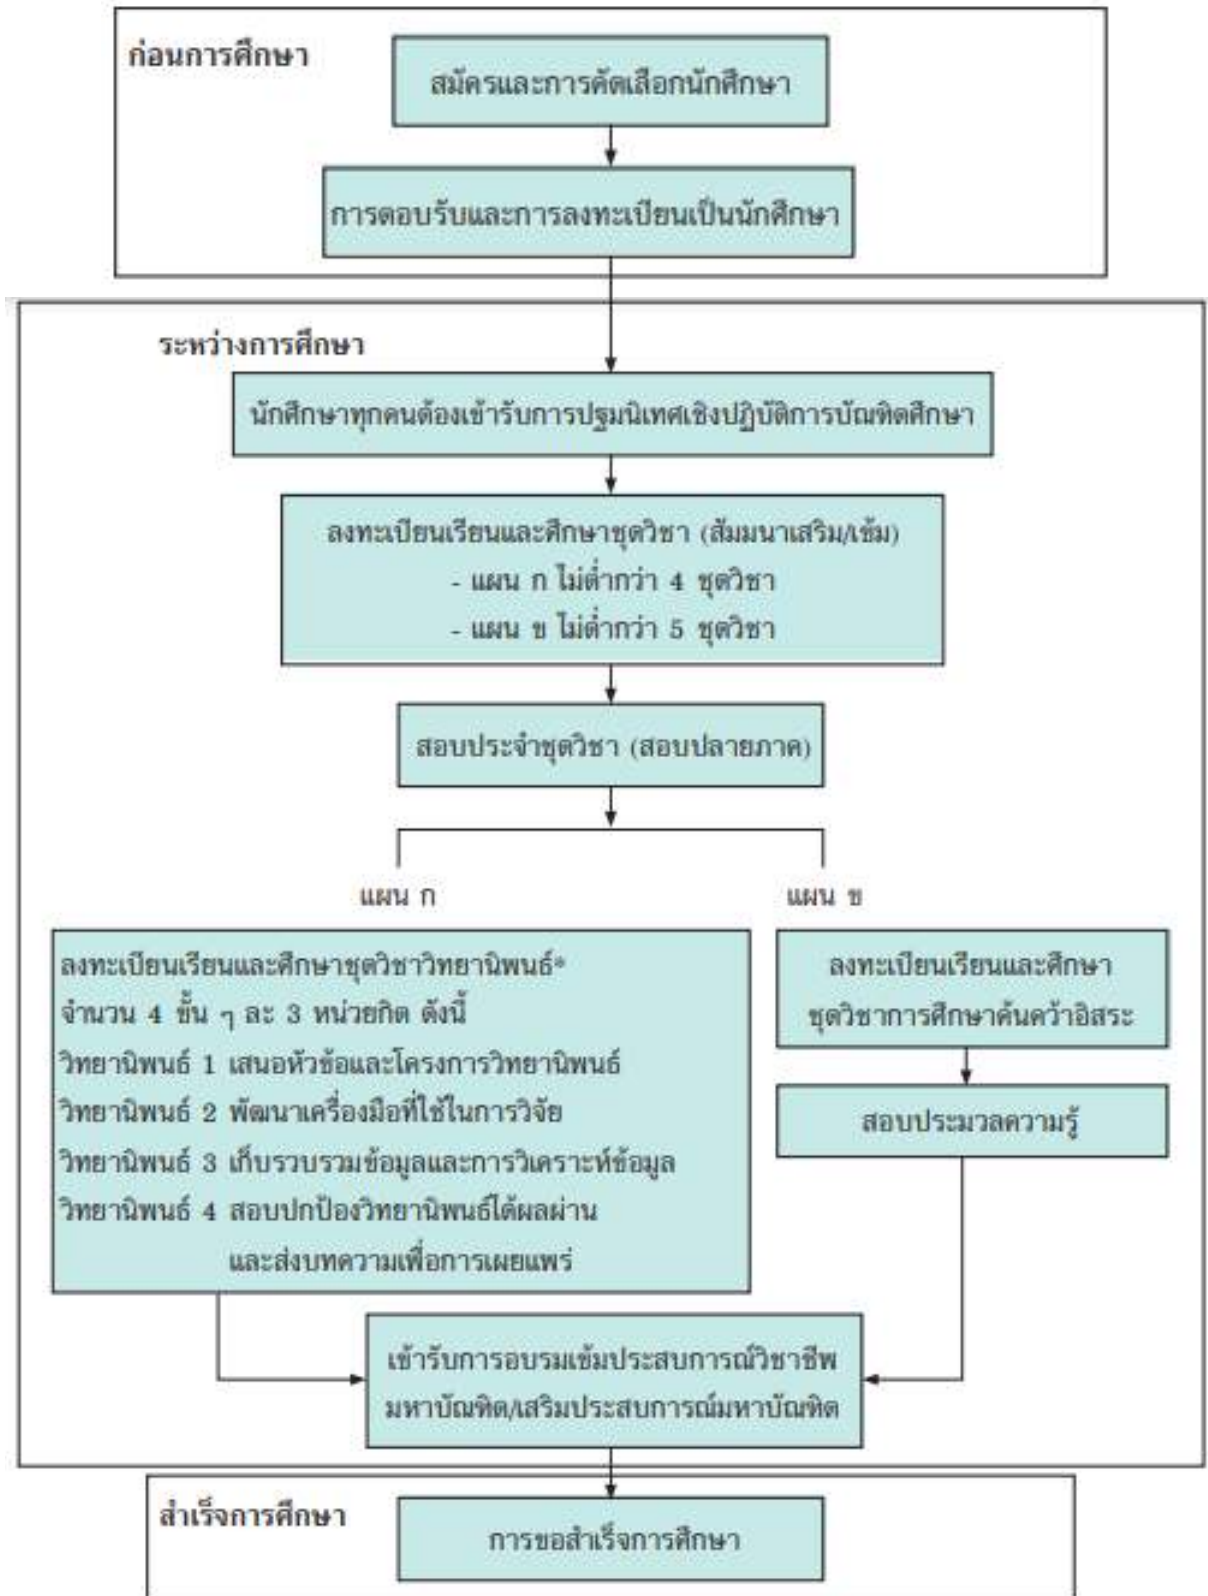 ก่อนการศึกษา
สมัครและการคัดเลือกนักศึกษา
การตอบรับและการลงทะเบียนเป็นนักศึกษา
ระหว่างการศึกษา
นักศึกษาทุกคนต้องเข้ารับการปฐมนิเทศเชิงปฏิบัติการบัณฑิตศึกษา
ลงทะเบียนเรียนและศึกษาชุดวิชา (สัมมนาเสริม/เข้ม)
- แผน ก ไม่ต่ำกว่า 4 ชุดวิชา
- แผน ข ไม่ต่ำกว่า 5 ชุดวิชา
สอบประจำชุดวิชา (สอบปลายภาค)
แผน ก
ลงทะเบียนเรียนและศึกษาชุดวิชาวิทยานิพนธ์*
จำนวน 4 ขั้น ๆ ละ 3 หน่วยกิต ดังนี้
วิทยานิพนธ์ 1 เสนอหัวข้อและโครงการวิทยานิพนธ์
วิทยานิพนธ์ 2 พัฒนาเครื่องมือที่ใช้ในการวิจัย
วิทยานิพนธ์ 3 เก็บรวบรวมข้อมูลและการวิเคราะห์ข้อมูล
วิทยานิพนธ์ 4 สอบปกป้องวิทยานิพนธ์ได้ผลผ่าน
และส่งบทความเพื่อการเผยแพร่
แผน ข
ลงทะเบียนเรียนและศึกษา
ชุดวิชาการศึกษาค้นคว้าอิสระ
สอบประมวลความรู้
เข้ารับการอบรมเข้มประสบการณ์วิชาชีพ
มหาบัณฑิต/เสริมประสบการณ์มหาบัณฑิต
สำเร็จการศึกษา
การขอสำเร็จการศึกษา